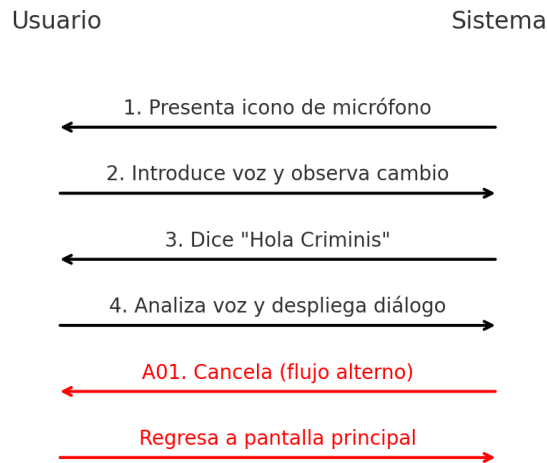 Usuario
Sistema
1. Presenta icono de micrófono
2. Introduce voz y observa cambio
3. Dice "Hola Criminis"
4. Analiza voz y despliega diálogo
A01. Cancela (flujo alterno)
Regresa a pantalla principal